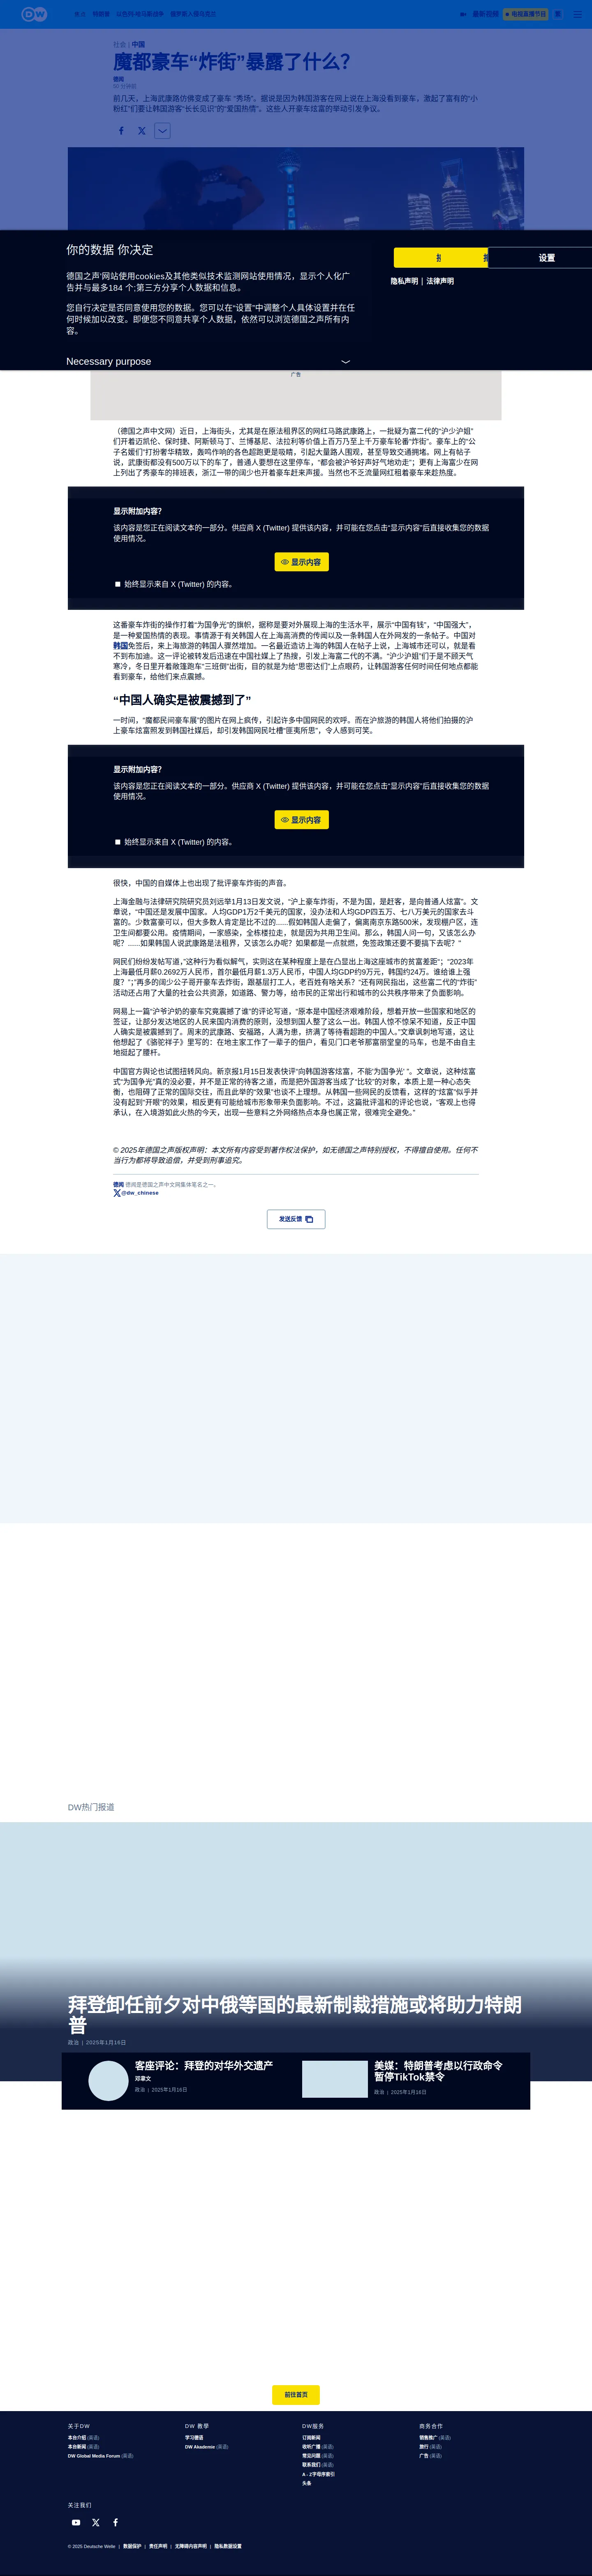 DW
焦点 特朗普 以色列-哈马斯战争 俄罗斯入侵乌克兰
最新视频
电视直播节目
社会 | 中国
魔都豪车“炸街”暴露了什么？
德闻
前几天，上海武康路仿佛变成了豪车 “秀场”。据说是因为韩国游客在网上说在上海没看到豪车，激起了富有的“小
粉红”们要让韩国游客“长长见识”的“爱国热情”。这些人开豪车炫富的举动引发争议。
你的数据 你决定
德国之声 网站使用cookies及其他类似技术监测网站使用情况，显示个人化广
告并与最多184 个;第三方分享个人数据和信息。
您自行决定是否同意使用您的数据。您可以在“设置”中调整个人具体设置并在任
何时候加以改变。即便您不同意共享个人数据，依然可以浏览德国之声所有内
容。
Necessary purpose
设置
隐私声明 | 法律声明
广告
（德国之声中文网）近日，上海街头，尤其是在原法租界区的网红马路武康路上，一批疑为富二代的“沪少沪姐”
们开着迈凯伦、保时捷、阿斯顿马丁、兰博基尼、法拉利等价值上百万乃至上千万豪车轮番“炸街”。豪车上的“公
子名媛们”打扮奢华精致，轰鸣作响的各色超跑更是吸睛，引起大量路人围观，甚至导致交通拥堵。网上有帖子
说，武康街都没有500万以下的车了，普通人要想在这里停车，“都会被沪爷好声好气地劝走”；更有上海富少在网
上列出了秀豪车的排班表，浙江一带的阔少也开着豪车赶来声援。当然也不乏流量网红租着豪车来趁热度。
显示附加内容？
该内容是您正在阅读文本的一部分。供应商 X (Twitter) 提供该内容，并可能在您点击“显示内容”后直接收集您的数据
使用情况。
显示内容
始终显示来自 X (Twitter) 的内容。
这番豪车炸街的操作打着“为国争光”的旗帜，据称是要对外展现上海的生活水平，展示“中国有钱”，“中国强大”，
是一种爱国热情的表现。事情源于有关韩国人在上海高消费的传闻以及一条韩国人在外网发的一条帖子。中国对
韩国免签后，来上海旅游的韩国人骤然增加。一名最近造访上海的韩国人在帖子上说，上海城市还可以，就是看
不到布加迪。这一评论被转发后迅速在中国社媒上了热搜，引发上海富二代的不满。“沪少沪姐”们于是不顾天气
寒冷，冬日里开着敞篷跑车“三班倒”出街，目的就是为给“思密达们”上点眼药，让韩国游客任何时间任何地点都能
看到豪车，给他们来点震撼。
“中国人确实是被震撼到了”
一时间，“魔都民间豪车展”的图片在网上疯传，引起许多中国网民的欢呼。而在沪旅游的韩国人将他们拍摄的沪
上豪车炫富照发到韩国社媒后，却引发韩国网民吐槽“匪夷所思”，令人感到可笑。
显示附加内容？
该内容是您正在阅读文本的一部分。供应商 X (Twitter) 提供该内容，并可能在您点击“显示内容”后直接收集您的数据
使用情况。
显示内容
始终显示来自 X (Twitter) 的内容。
很快，中国的自媒体上也出现了批评豪车炸街的声音。
上海金融与法律研究院研究员刘远举1月13日发文说，“沪上豪车炸街，不是为国，是赶客，是向普通人炫富”。文
章说，“中国还是发展中国家。人均GDP1万2千美元的国家，没办法和人均GDP四五万、七八万美元的国家去斗
富的。少数富豪可以，但大多数人肯定是比不过的……假如韩国人走偏了，偏离南京东路500米，发现棚户区，连
卫生间都要公用。疫情期间，一家感染，全栋楼拉走，就是因为共用卫生间。那么，韩国人问一句，又该怎么办
呢？……如果韩国人说武康路是法租界，又该怎么办呢？如果都是一点就燃，免签政策还要不要搞下去呢？”
网民们纷纷发帖写道，”这种行为看似解气，实则这在某种程度上是在凸显出上海这座城市的贫富差距”；“2023年
上海最低月薪0.2692万人民币，首尔最低月薪1.3万人民币，中国人均GDP约9万元，韩国约24万。谁给谁上强
度？”；”再多的阔少公子哥开豪车去炸街，跟基层打工人，老百姓有啥关系？”还有网民指出，这些富二代的“炸街”
活动还占用了大量的社会公共资源，如道路、警力等，给市民的正常出行和城市的公共秩序带来了负面影响。
网易上一篇“沪爷沪奶的豪车究竟震撼了谁”的评论写道，“原本是中国经济艰难阶段，想着开放一些国家和地区的
签证，让部分发达地区的人民来国内消费的原则，没想到国人整了这么一出。韩国人惊不惊呆不知道，反正中国
人确实是被震撼到了。周末的武康路、安福路，人满为患，挤满了等待看超跑的中国人。”文章讽刺地写道，这让
他想起了《骆驼祥子》里写的：在地主家工作了一辈子的佃户，看见门口老爷那富丽堂皇的马车，也是不由自主
地挺起了腰杆。
中国官方舆论也试图扭转风向。新京报1月15日发表快评“向韩国游客炫富，不能‘为国争光’ ”。文章说，这种炫富
式“为国争光”真的没必要，并不是正常的待客之道，而是把外国游客当成了“比较”的对象，本质上是一种心态失
衡，也阻碍了正常的国际交往，而且此举的“效果”也谈不上理想。从韩国一些网民的反馈看，这样的“炫富”似乎并
没有起到“开眼”的效果，相反更有可能给城市形象带来负面影响。不过，这篇批评温和的评论也说，“客观上也得
承认，在入境游如此火热的今天，出现一些意料之外网络热点本身也属正常，很难完全避免。”
© 2025年德国之声版权声明：本文所有内容受到著作权法保护，如无德国之声特别授权，不得擅自使用。任何不
当行为都将导致追偿，并受到刑事追究。
德闻 德闻是德国之声中文网集体笔名之一。
@dw_chinese
发送反馈
DW热门报道
拜登卸任前夕对中俄等国的最新制裁措施或将助力特朗
普
政治 | 2025年1月16日
客座评论：拜登的对华外交遗产
邓聿文
政治 | 2025年1月16日
美媒：特朗普考虑以行政命令
暂停TikTok禁令
政治 | 2025年1月16日
前往首页
关于DW
本台介绍 (英语)
本台新闻 (英语)
DW Global Media Forum (英语)
DW 教学
学习德语
DW Akademie (英语)
DW服务
订阅新闻
收听广播 (英语)
常见问题 (英语)
联系我们 (英语)
A - Z字母序索引
头条
商务合作
销售推广 (英语)
旅行 (英语)
广告 (英语)
关注我们
© 2025 Deutsche Welle | 数据保护 | 责任声明 | 无障碍内容声明 | 隐私数据设置